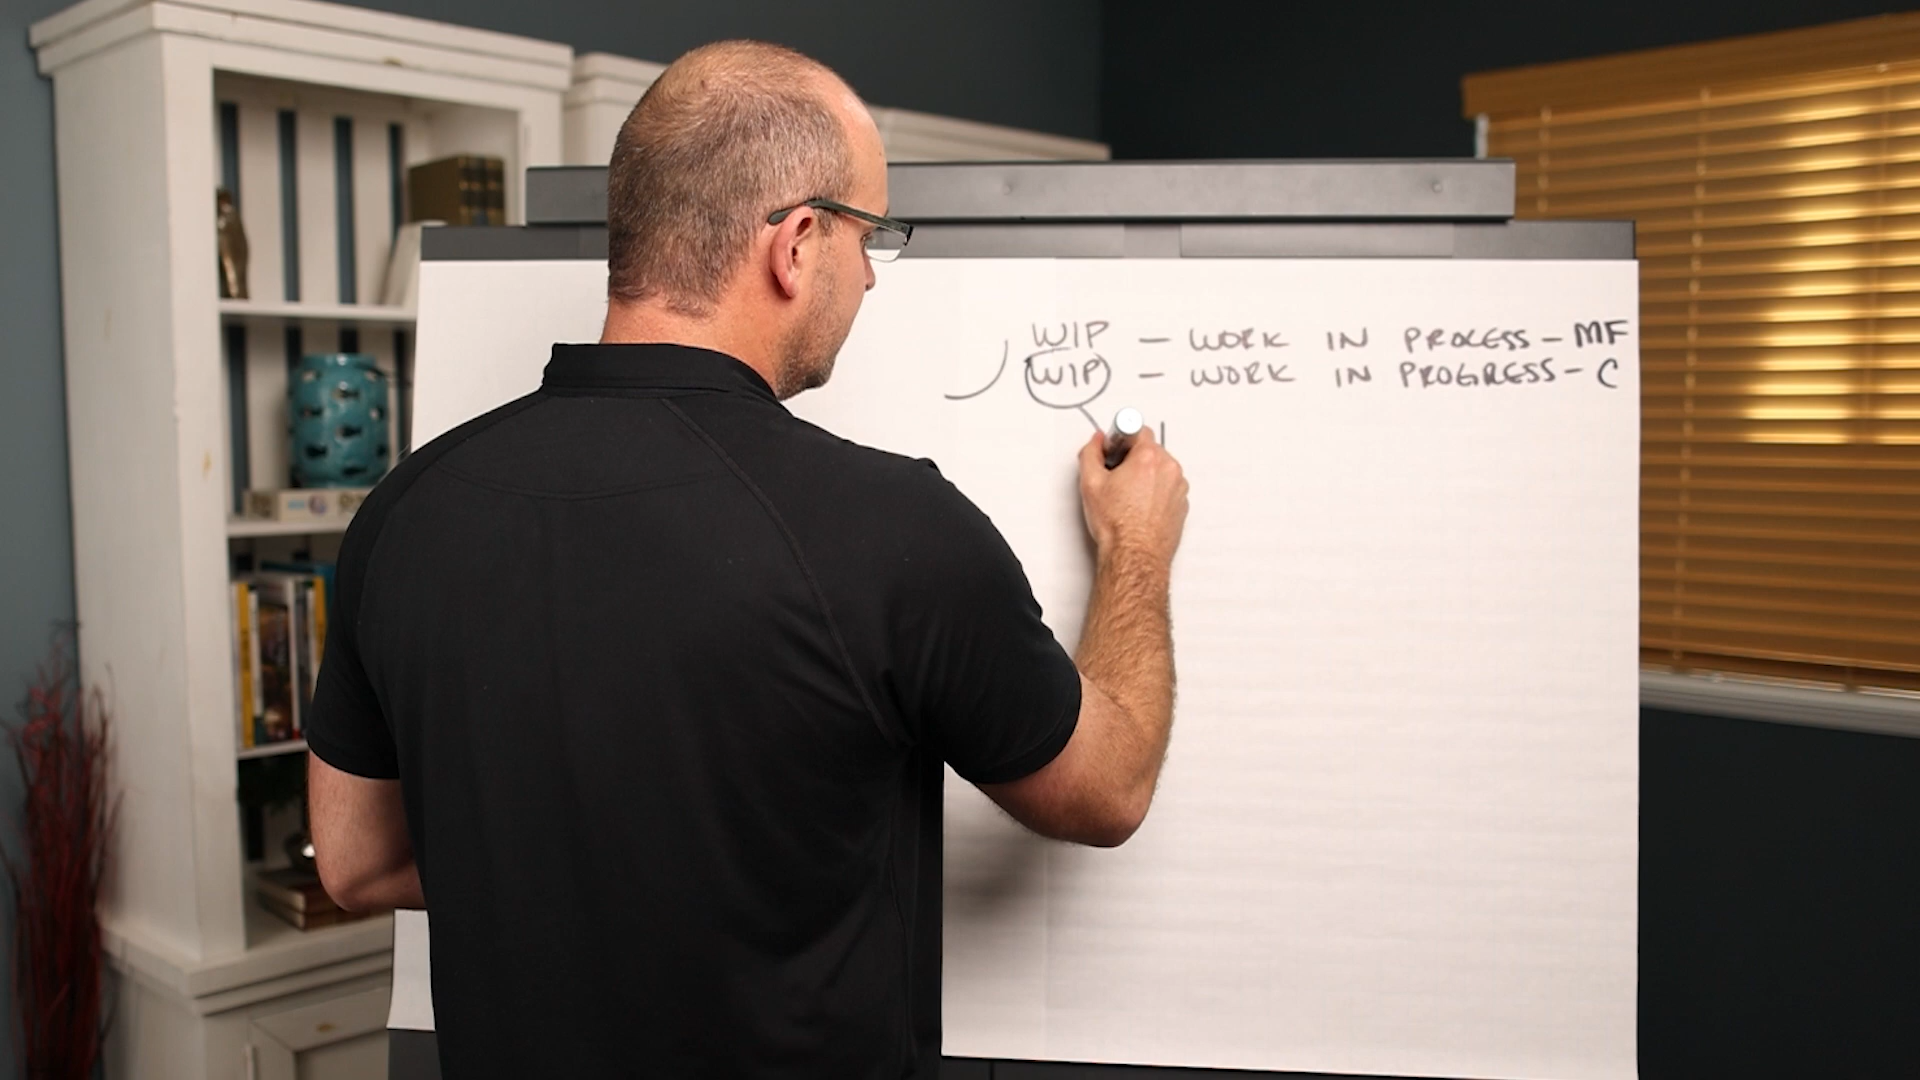 WIP — WORK IN PROCESS - MF
WIP — WORK IN PROGRESS - C